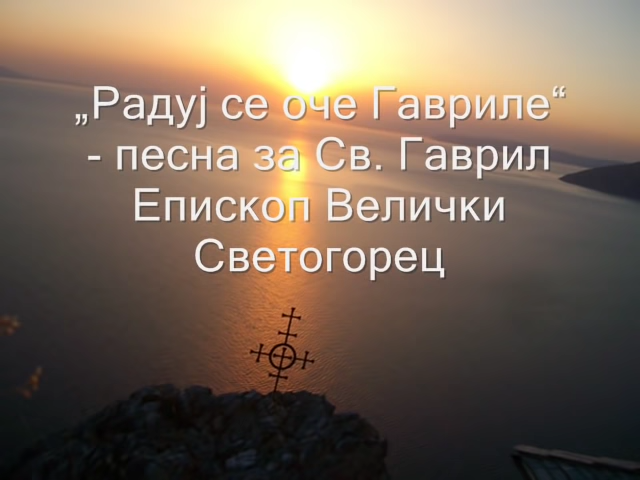 „Радуј се оче Гавриле“
- песна за Св. Гаврил
Епископ Велички
Светогорец